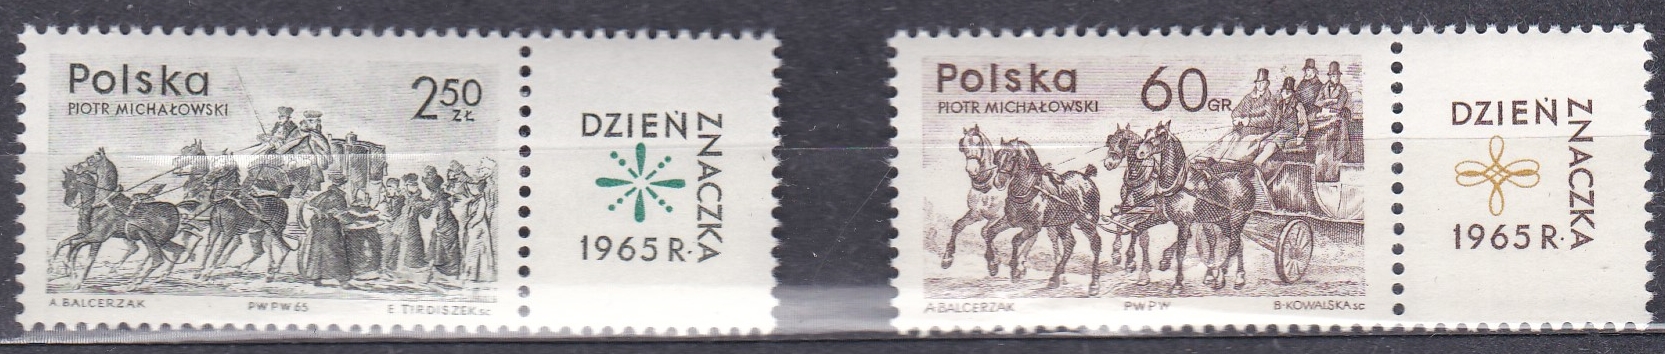 Polska
PIOTR MICHAŁOWSKI
2 50 ZŁ
A BALCERZAK PWPW 65 E. TIRDISZEK sc
DZIEŃ ZNACZKA
1965 R.
Polska
PIOTR MICHAŁOWSKI
60 GR
A BALCERZAK PWPW B. KOWALSKA sc
DZIEŃ ZNACZKA
1965 R.